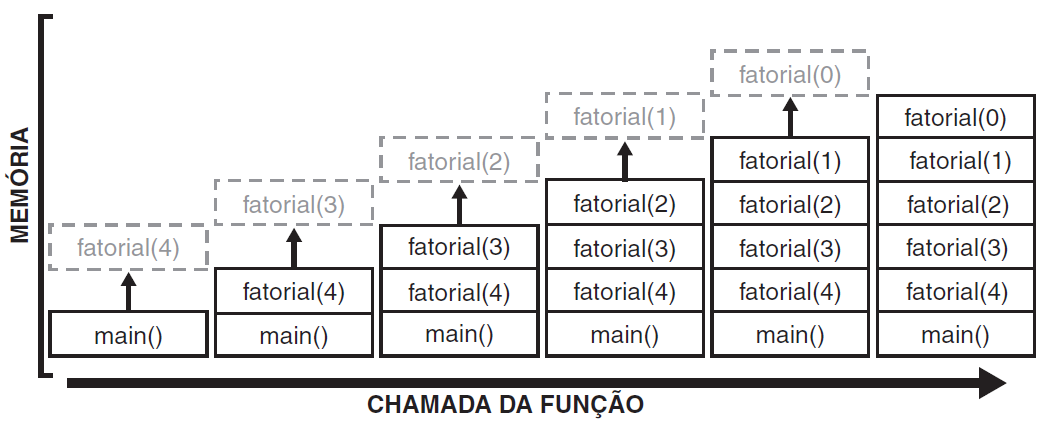 MEMÓRIA
fatorial(4)
main()
fatorial(3)
fatorial(4)
main()
fatorial(2)
fatorial(3)
fatorial(4)
main()
fatorial(1)
fatorial(2)
fatorial(3)
fatorial(4)
main()
fatorial(0)
fatorial(1)
fatorial(2)
fatorial(3)
fatorial(4)
main()
fatorial(0)
fatorial(1)
fatorial(2)
fatorial(3)
fatorial(4)
main()
CHAMADA DA FUNÇÃO